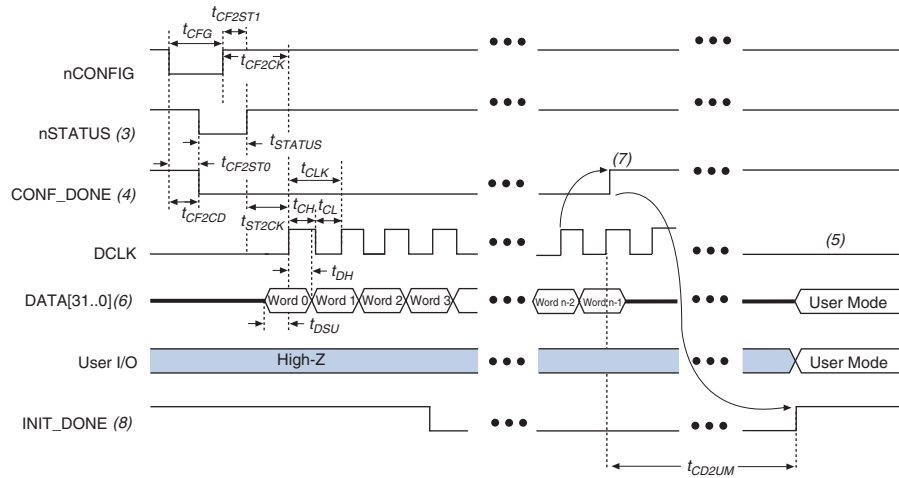 tCF2ST1
tCFG
tCF2CK
nCONFIG
nSTATUS (3)
tSTATUS
tCF2ST0
tCLK
(7)
CONF_DONE (4)
tCF2CD
tST2CK
tCH
tCL
(5)
DCLK
tDH
DATA[31..0](6)
Word 0
Word 1
Word 2
Word 3
Word n-2
Word n-1
User Mode
tDSU
User I/O
High-Z
User Mode
INIT_DONE (8)
tCD2UM